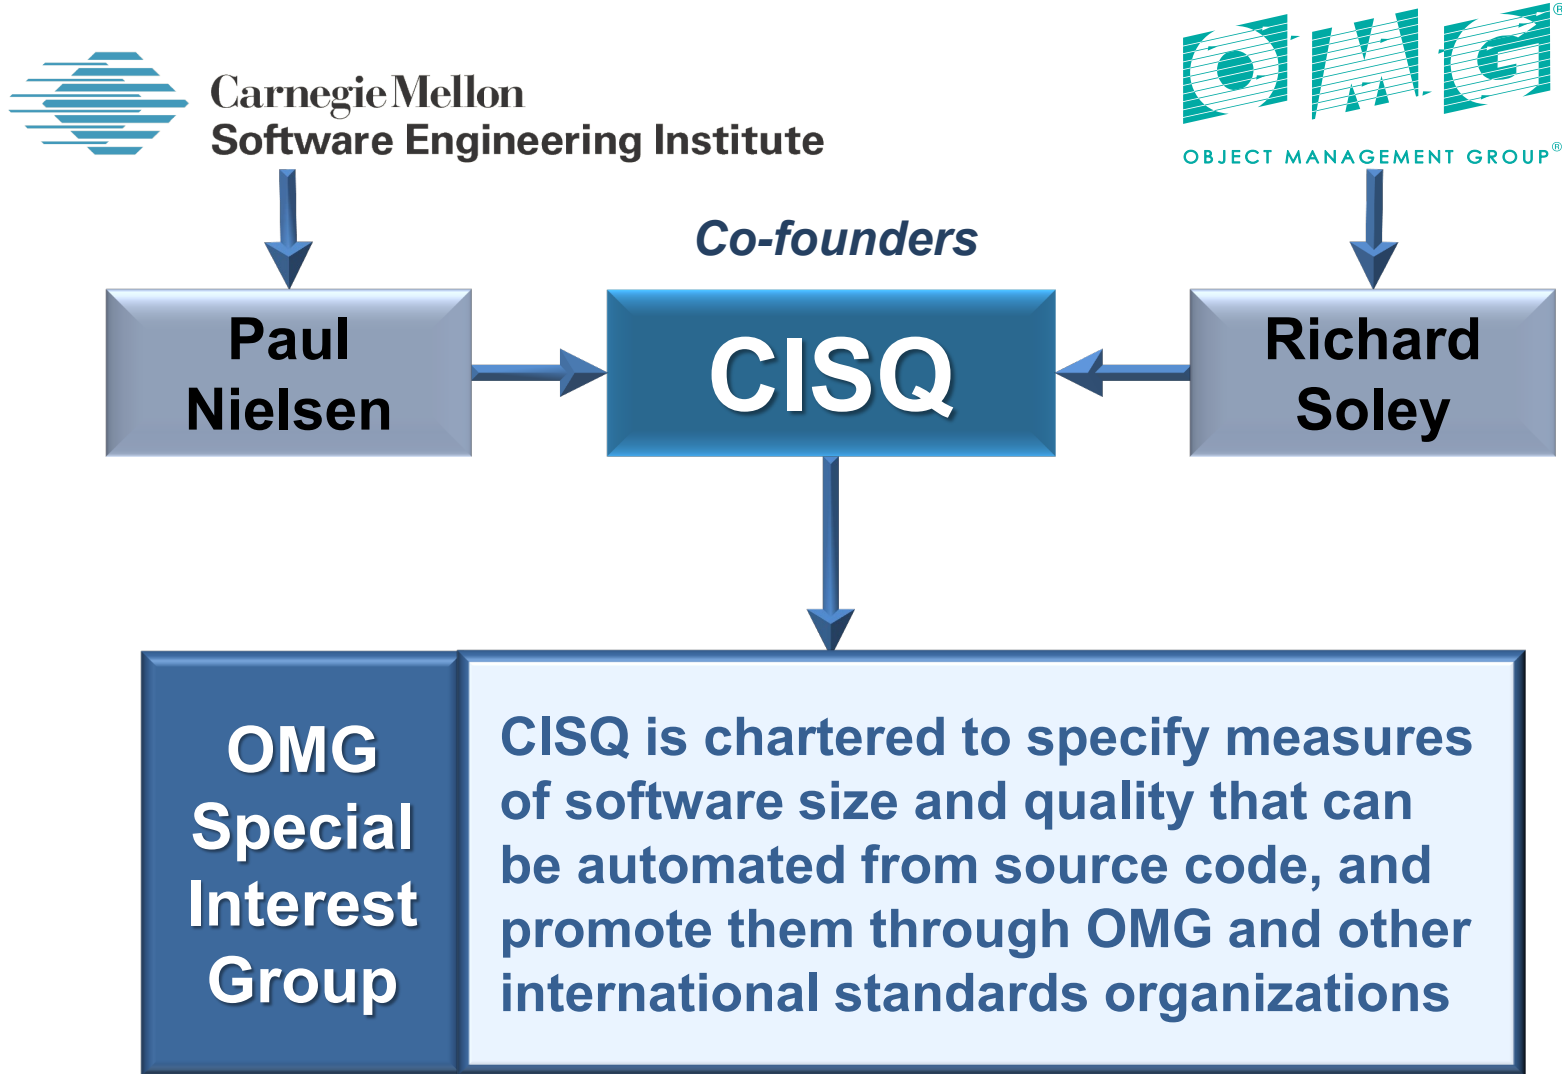 Carnegie Mellon
Software Engineering Institute
OMG®
OBJECT MANAGEMENT GROUP®
Co-founders
Paul
Nielsen
CISQ
Richard
Soley
OMG
Special
Interest
Group
CISQ is chartered to specify measures
of software size and quality that can
be automated from source code, and
promote them through OMG and other
international standards organizations